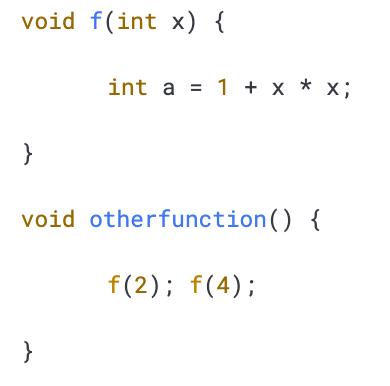 void f(int x) {
int a = 1 + x * x;
}
void otherfunction() {
f(2); f(4);
}